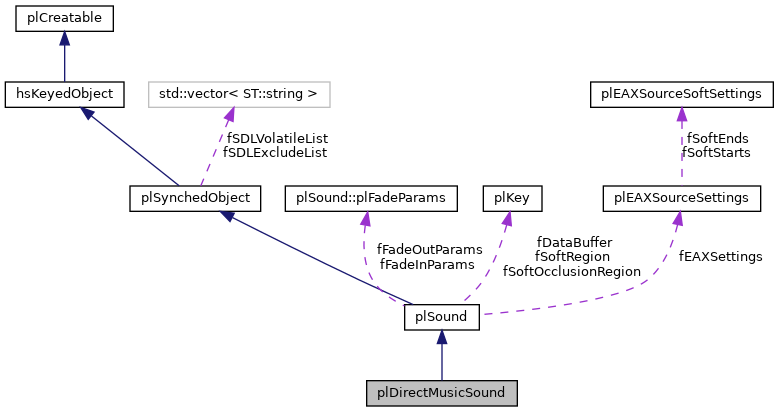 plCreatable
hsKeyedObject
std::vector< ST::string >
plEAXSourceSoftSettings
fSDLVolatileList
fSDLExcludeList
fSoftEnds
fSoftStarts
plSynchedObject
plSound::plFadeParams
plKey
plEAXSourceSettings
fFadeOutParams
fFadeInParams
fDataBuffer
fSoftRegion
fSoftOcclusionRegion
fEAXSettings
plSound
plDirectMusicSound